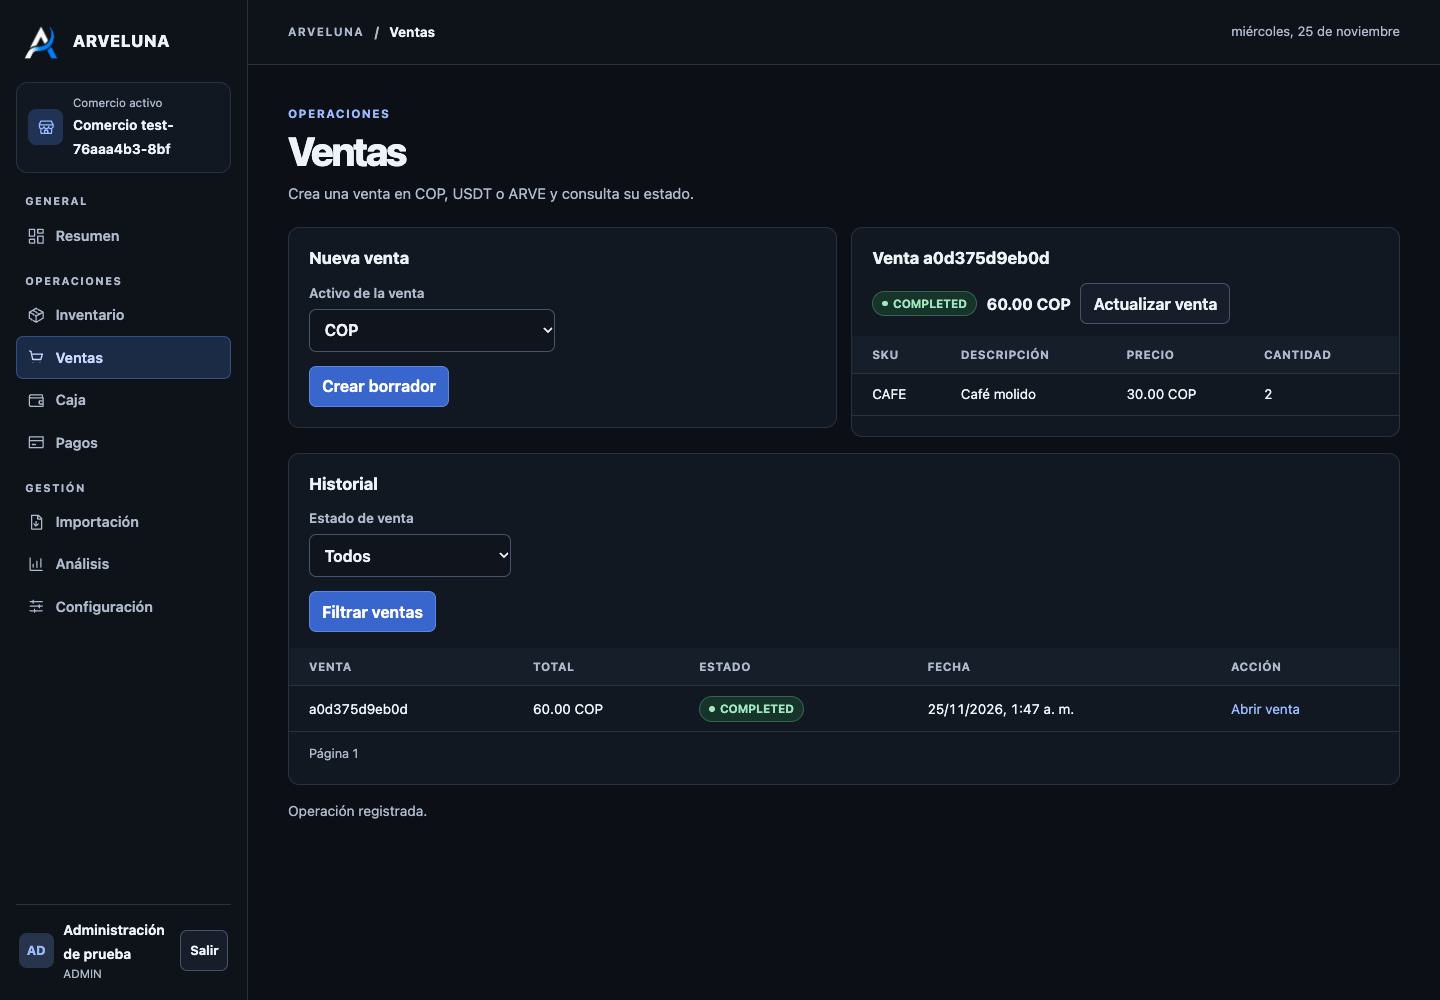 ARVELUNA
Comercio activo
Comercio test-
76aaa4b3-8bf
GENERAL
Resumen
OPERACIONES
Inventario
Ventas
Caja
Pagos
GESTIÓN
Importación
Análisis
Configuración
AD
Administración
de prueba
ADMIN
Salir
ARVELUNA / Ventas
miércoles, 25 de noviembre
OPERACIONES
Ventas
Crea una venta en COP, USDT o ARVE y consulta su estado.
Nueva venta
Activo de la venta
COP
Crear borrador
Venta a0d375d9eb0d
COMPLETED 60.00 COP Actualizar venta
SKU DESCRIPCIÓN PRECIO CANTIDAD
CAFE Café molido 30.00 COP 2
Historial
Estado de venta
Todos
Filtrar ventas
VENTA TOTAL ESTADO FECHA ACCIÓN
a0d375d9eb0d 60.00 COP COMPLETED 25/11/2026, 1:47 a. m. Abrir venta
Página 1
Operación registrada.